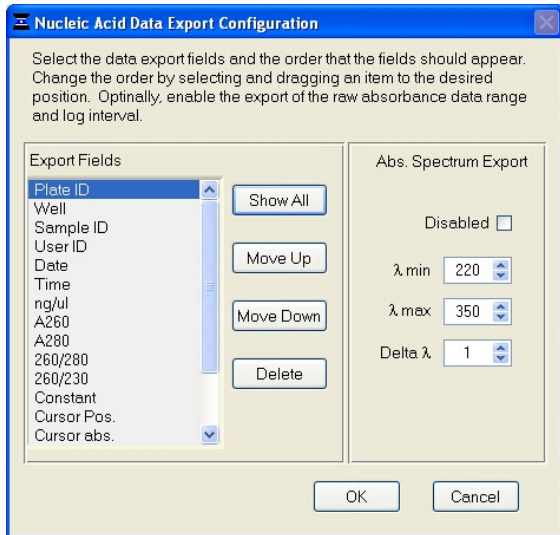 Nucleic Acid Data Export Configuration
Select the data export fields and the order that the fields should appear.
Change the order by selecting and dragging an item to the desired
position. Optinally, enable the export of the raw absorbance data range
and log interval.
Export Fields
Plate ID
Well
Sample ID
User ID
Date
Time
ng/ul
A260
A280
260/280
260/230
Constant
Cursor Pos.
Cursor abs.
Show All
Move Up
Move Down
Delete
Abs. Spectrum Export
Disabled
λ min 220
λ max 350
Delta λ 1
OK
Cancel